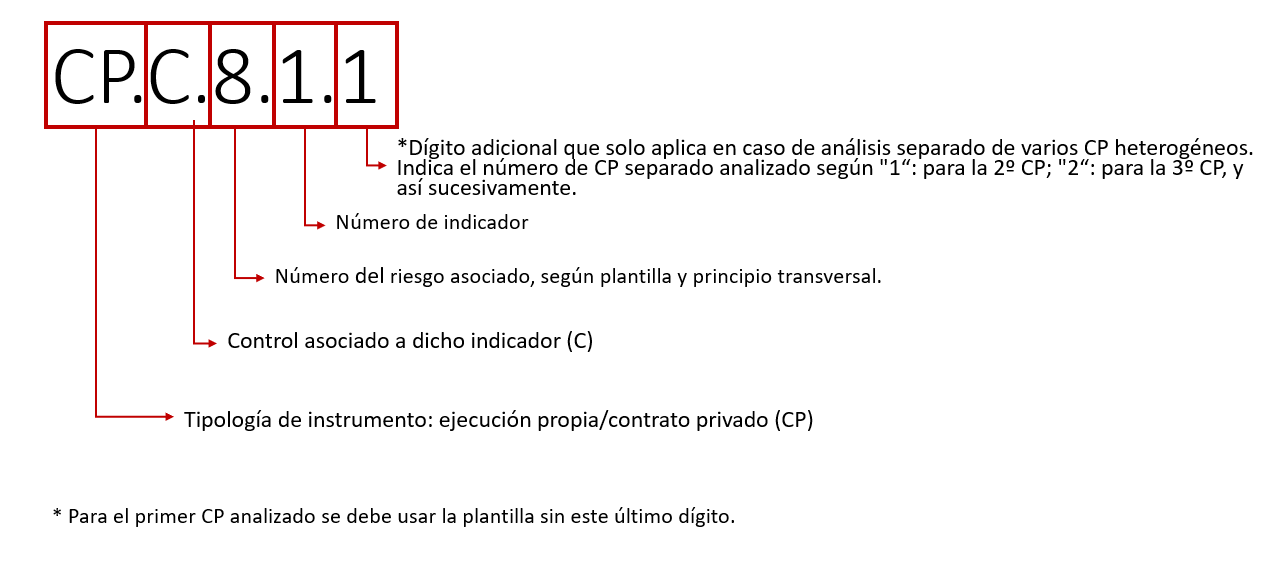 CP.C.8.1.1
*Dígito adicional que solo aplica en caso de análisis separado de varios CP heterogéneos.
Indica el número de CP separado analizado según "1“: para la 2º CP; "2“: para la 3º CP, y
así sucesivamente.
Número de indicador
Número del riesgo asociado, según plantilla y principio transversal.
Control asociado a dicho indicador (C)
Tipología de instrumento: ejecución propia/contrato privado (CP)
* Para el primer CP analizado se debe usar la plantilla sin este último dígito.